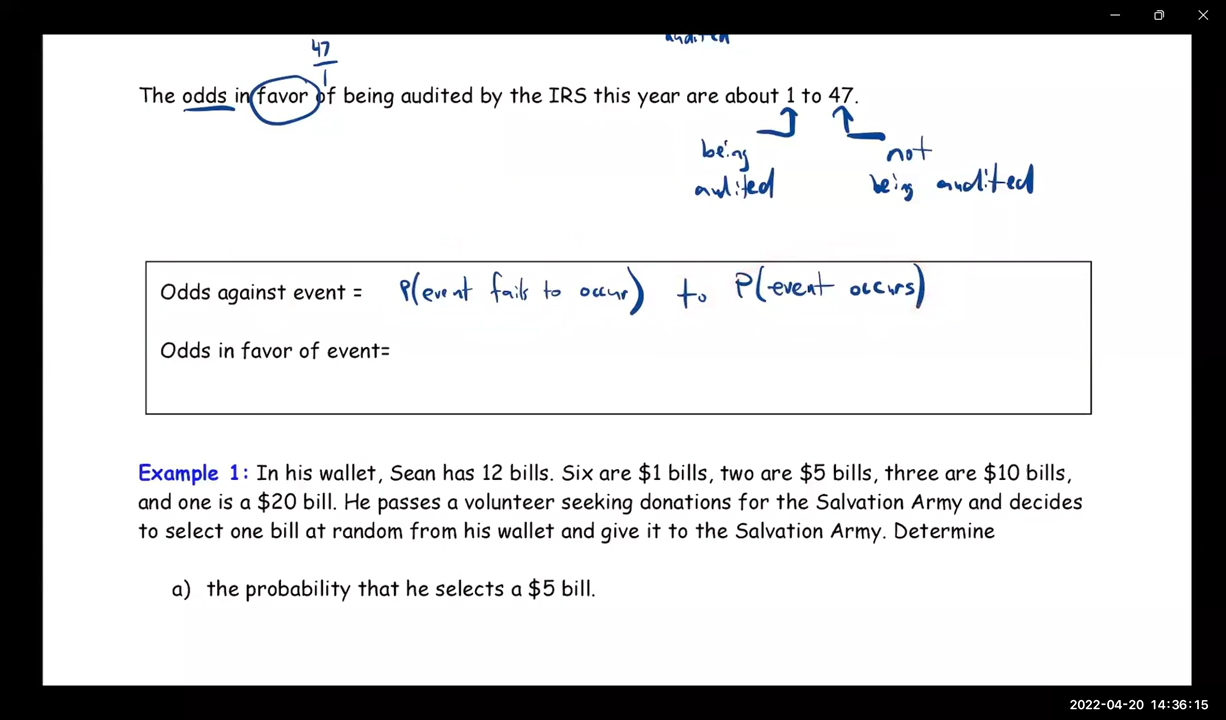 audited
47
1
The odds in favor of being audited by the IRS this year are about 1 to 47.
being
audited
not
being audited
Odds against event = P(event fails to occur) to P(event occurs)
Odds in favor of event=
Example 1: In his wallet, Sean has 12 bills. Six are $1 bills, two are $5 bills, three are $10 bills,
and one is a $20 bill. He passes a volunteer seeking donations for the Salvation Army and decides
to select one bill at random from his wallet and give it to the Salvation Army. Determine
a) the probability that he selects a $5 bill.
2022-04-20 14:36:15